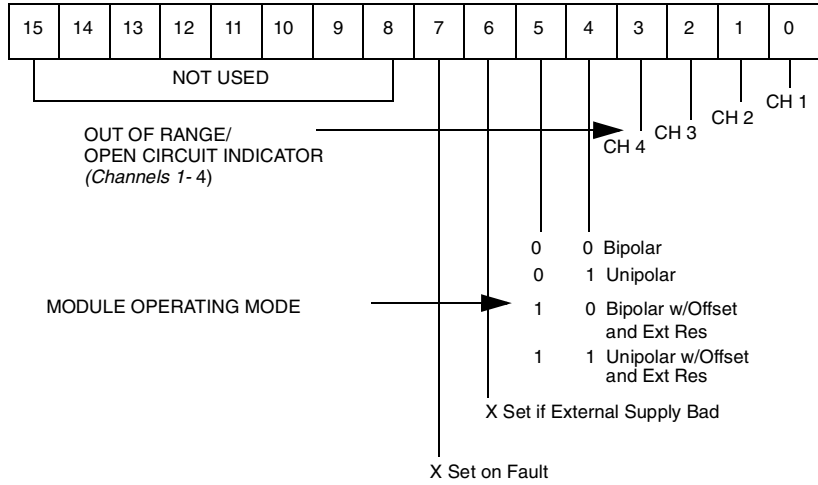 15 14 13 12 11 10 9 8 7 6 5 4 3 2 1 0
NOT USED
CH 1
CH 2
CH 3
CH 4
OUT OF RANGE/
OPEN CIRCUIT INDICATOR
(Channels 1- 4)
0 0 Bipolar
0 1 Unipolar
MODULE OPERATING MODE
1 0 Bipolar w/Offset
and Ext Res
1 1 Unipolar w/Offset
and Ext Res
X Set if External Supply Bad
X Set on Fault